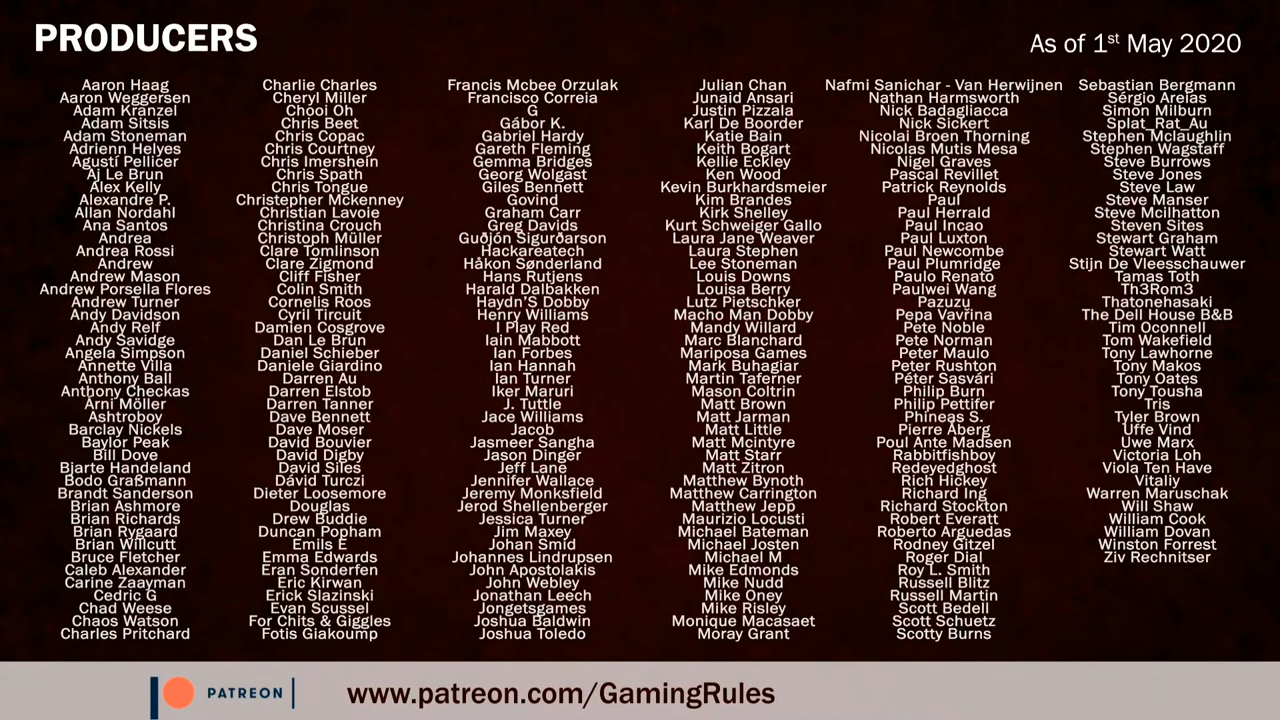 PRODUCERS
As of 1st May 2020
Aaron Haag
Aaron Weggersen
Adam Kranzel
Adam Sitsis
Adam Stoneman
Adrienn Helyes
Agustí Pellicer
Aj Le Brun
Alex Kelly
Alexandre P.
Allan Nordahl
Ana Santos
Andrea
Andrea Rossi
Andrew
Andrew Mason
Andrew Porsella Flores
Andrew Turner
Andy Davidson
Andy Relf
Andy Savidge
Angela Simpson
Annette Villa
Anthony Ball
Anthony Checkas
Árni Möller
Ashtroboy
Barclay Nickels
Baylor Peak
Bill Dove
Bjarte Handeland
Bodo Graßmann
Brandt Sanderson
Brian Ashmore
Brian Richards
Brian Rygaard
Brian Willcutt
Bruce Fletcher
Caleb Alexander
Carine Zaayman
Cedric G
Chad Weese
Chaos Watson
Charles Pritchard
Charlie Charles
Cheryl Miller
Chooi Oh
Chris Beet
Chris Copac
Chris Courtney
Chris Imershein
Chris Spath
Chris Tongue
Christopher Mckenney
Christian Lavoie
Christina Crouch
Christoph Müller
Clare Tomlinson
Clare Zigmond
Cliff Fisher
Colin Smith
Cornelis Roos
Cyril Tircuit
Damien Cosgrove
Dan Le Brun
Daniel Schieber
Daniele Giardino
Darren Au
Darren Elstob
Darren Tanner
Dave Bennett
Dave Moser
David Bouvier
David Digby
David Siles
Dávid Turczi
Dieter Loosemore
Douglas
Drew Buddie
Duncan Popham
Emils E
Emma Edwards
Eran Sonderfen
Eric Kirwan
Erick Slazinski
Evan Scussel
For Chits & Giggles
Fotis Giakoump
Francis Mcbee Orzulak
Francisco Correia
G
Gábor K.
Gabriel Hardy
Gareth Fleming
Gemma Bridges
Georg Wolgast
Giles Bennett
Govind
Graham Carr
Greg Davids
Guðjón Sigurðarson
Hackareatech
Håkon Sønderland
Hans Rutjens
Harald Dalbakken
Haydn'S Dobby
Henry Williams
I Play Red
Iain Mabbott
Ian Forbes
Ian Hannah
Ian Turner
Iker Maruri
J. Tuttle
Jace Williams
Jacob
Jasmeer Sangha
Jason Dinger
Jeff Lane
Jennifer Wallace
Jeremy Monksfield
Jerod Shellenberger
Jessica Turner
Jim Maxey
Johan Smid
Johannes Lindrupsen
John Apostolakis
John Webley
Jonathan Leech
Jongetsgames
Joshua Baldwin
Joshua Toledo
Julian Chan
Junaid Ansari
Justin Pizzala
Karl De Boorder
Katie Bain
Keith Bogart
Kellie Eckley
Ken Wood
Kevin Burkhardsmeier
Kim Brandes
Kirk Shelley
Kurt Schweiger Gallo
Laura Jane Weaver
Laura Stephen
Lee Stoneman
Louis Downs
Louisa Berry
Lutz Pietschker
Macho Man Dobby
Mandy Willard
Marc Blanchard
Mariposa Games
Mark Buhagiar
Martin Taferner
Mason Coltrin
Matt Brown
Matt Jarman
Matt Little
Matt Mcintyre
Matt Starr
Matt Zitron
Matthew Bynoth
Matthew Carrington
Matthew Jepp
Maurizio Locusti
Michael Bateman
Michael Josten
Michael M
Mike Edmonds
Mike Nudd
Mike Oney
Mike Risley
Monique Macasaet
Moray Grant
Nafmi Sanichar - Van Herwijnen
Nathan Harmsworth
Nick Badagliacca
Nick Sickert
Nicolai Broen Thorning
Nicolas Mutis Mesa
Nigel Graves
Pascal Revillet
Patrick Reynolds
Paul
Paul Herrald
Paul Incao
Paul Luxton
Paul Newcombe
Paul Plumridge
Paulo Renato
Paulwei Wang
Pazuzu
Pepa Vavřina
Pete Noble
Pete Norman
Peter Maulo
Peter Rushton
Péter Sasvári
Philip Burn
Philip Pettifer
Phineas S.
Pierre Åberg
Poul Ante Madsen
Rabbitfishboy
Redeyedghost
Rich Hickey
Richard Ing
Richard Stockton
Robert Everatt
Roberto Arguedas
Rodney Gitzel
Roger Dial
Roy L. Smith
Russell Blitz
Russell Martin
Scott Bedell
Scott Schuetz
Scotty Burns
Sebastian Bergmann
Sérgio Areias
Simon Milburn
Splat_Rat_Au
Stephen Mclaughlin
Stephen Wagstaff
Steve Burrows
Steve Jones
Steve Law
Steve Manser
Steve Mcilhatton
Steven Sites
Stewart Graham
Stewart Watt
Stijn De Vleesschauwer
Tamas Toth
Th3Rom3
Thatonehasaki
The Dell House B&B
Tim Oconnell
Tom Wakefield
Tony Lawhorne
Tony Makos
Tony Oates
Tony Tousha
Tris
Tyler Brown
Uffe Vind
Uwe Marx
Victoria Loh
Viola Ten Have
Vitaliy
Warren Maruschak
Will Shaw
William Cook
William Dovan
Winston Forrest
Ziv Rechnitser
PATREON
www.patreon.com/GamingRules